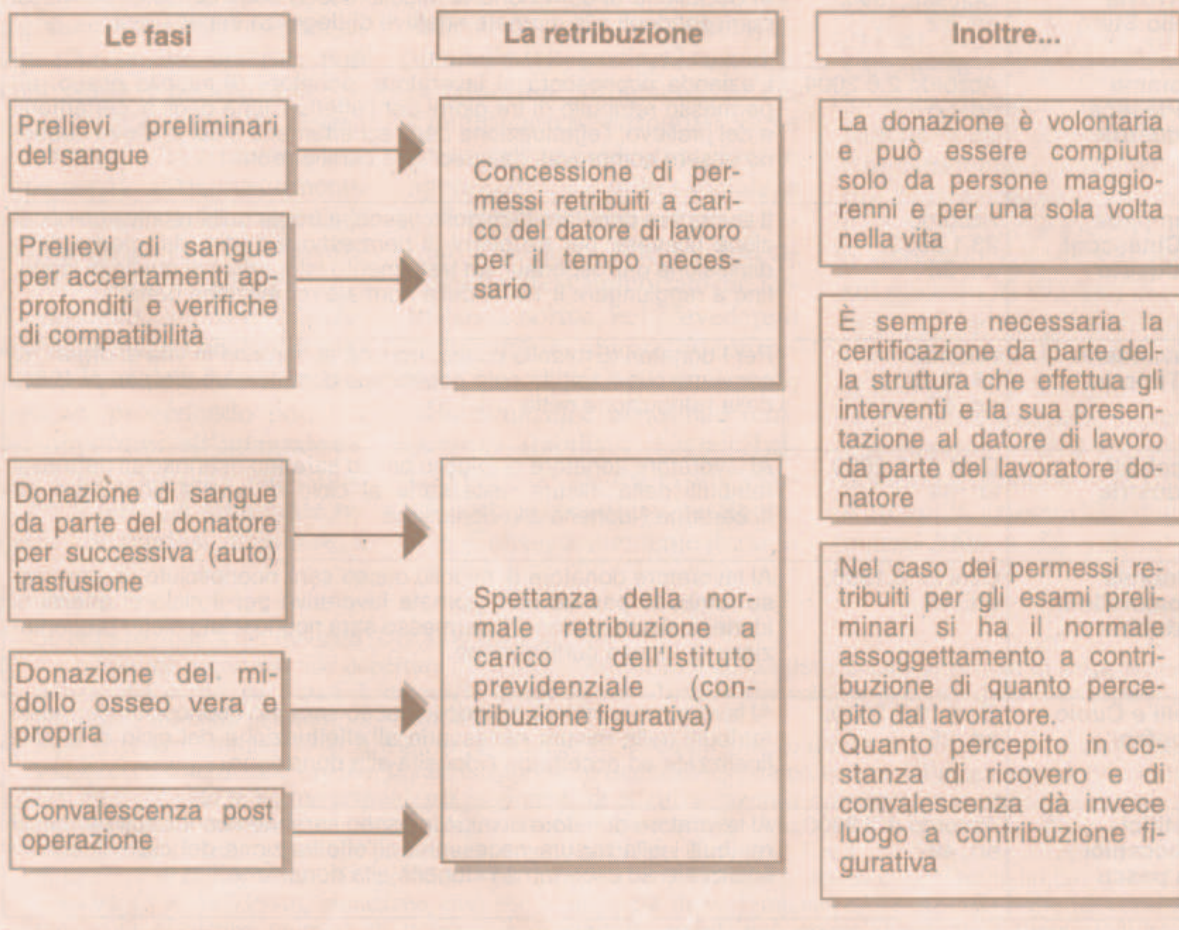 Le fasi
Prelievi preliminari
del sangue
Prelievi di sangue
per accertamenti ap-
profonditi e verifiche
di compatibilità
Donazione di sangue
da parte del donatore
per successiva (auto)
trasfusione
Donazione del mi-
dollo osseo vera e
propria
Convalescenza post
operazione
La retribuzione
Concessione di per-
messi retribuiti a cari-
co del datore di lavoro
per il tempo neces-
sario
Spettanza della nor-
male retribuzione a
carico dell'Istituto
previdenziale (con-
tribuzione figurativa)
Inoltre...
La donazione è volontaria
e può essere compiuta
solo da persone maggio-
renni e per una sola volta
nella vita
È sempre necessaria la
certificazione da parte del-
la struttura che effettua gli
interventi e la sua presen-
tazione al datore di lavoro
da parte del lavoratore do-
natore
Nel caso dei permessi re-
tribuiti per gli esami preli-
minari si ha il normale
assoggettamento a contri-
buzione di quanto perce-
pito dal lavoratore.
Quanto percepito in co-
stanza di ricovero e di
convalescenza dà invece
luogo a contribuzione fi-
gurativa